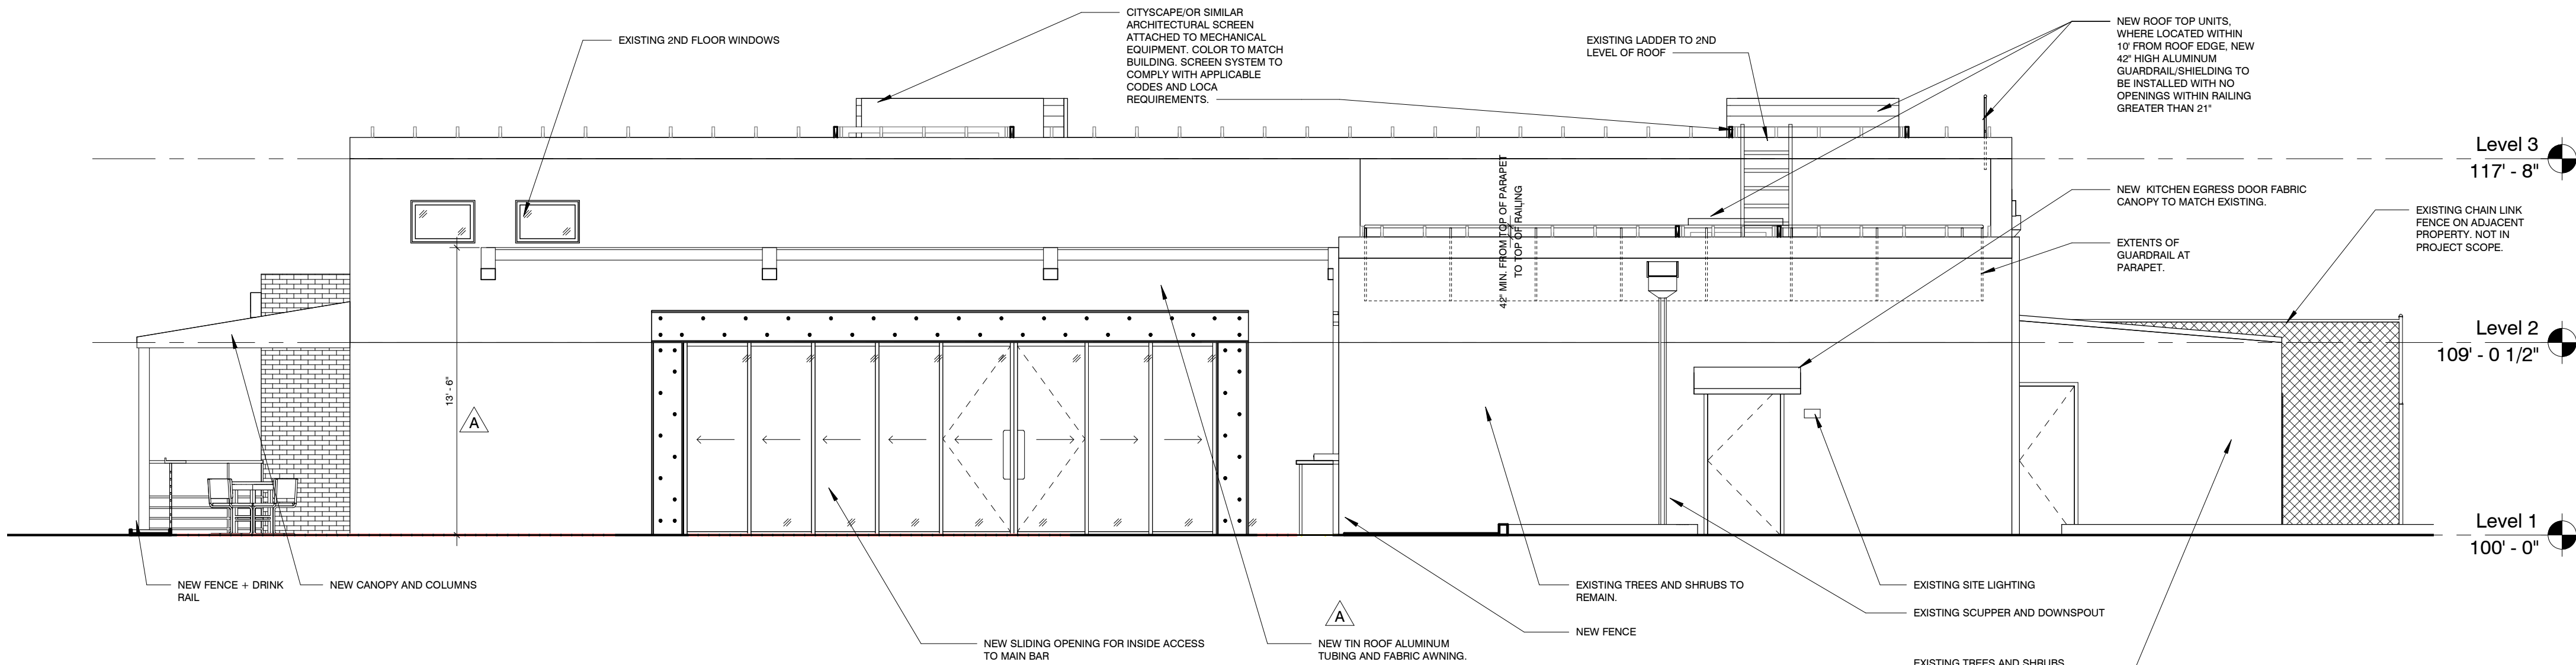 CITYSCAPE/OR SIMILAR
ARCHITECTURAL SCREEN
ATTACHED TO MECHANICAL
EQUIPMENT. COLOR TO MATCH
BUILDING. SCREEN SYSTEM TO
COMPLY WITH APPLICABLE
CODES AND LOCA
REQUIREMENTS.
EXISTING 2ND FLOOR WINDOWS
EXISTING LADDER TO 2ND
LEVEL OF ROOF
NEW ROOF TOP UNITS,
WHERE LOCATED WITHIN
10' FROM ROOF EDGE, NEW
42" HIGH ALUMINUM
GUARDRAIL/SHIELDING TO
BE INSTALLED WITH NO
OPENINGS WITHIN RAILING
GREATER THAN 21"
Level 3
117' - 8"
NEW KITCHEN EGRESS DOOR FABRIC
CANOPY TO MATCH EXISTING.
EXISTING CHAIN LINK
FENCE ON ADJACENT
PROPERTY. NOT IN
PROJECT SCOPE.
EXTENTS OF
GUARDRAIL AT
PARAPET.
42" MIN. FROM TOP OF PARAPET
TO TOP OF RAILING
Level 2
109' - 0 1/2"
13' - 6"
A
Level 1
100' - 0"
NEW FENCE + DRINK
RAIL
NEW CANOPY AND COLUMNS
EXISTING TREES AND SHRUBS TO
REMAIN.
EXISTING SITE LIGHTING
EXISTING SCUPPER AND DOWNSPOUT
A
NEW FENCE
NEW SLIDING OPENING FOR INSIDE ACCESS
TO MAIN BAR
NEW TIN ROOF ALUMINUM
TUBING AND FABRIC AWNING.
EXISTING TREES AND SHRUBS